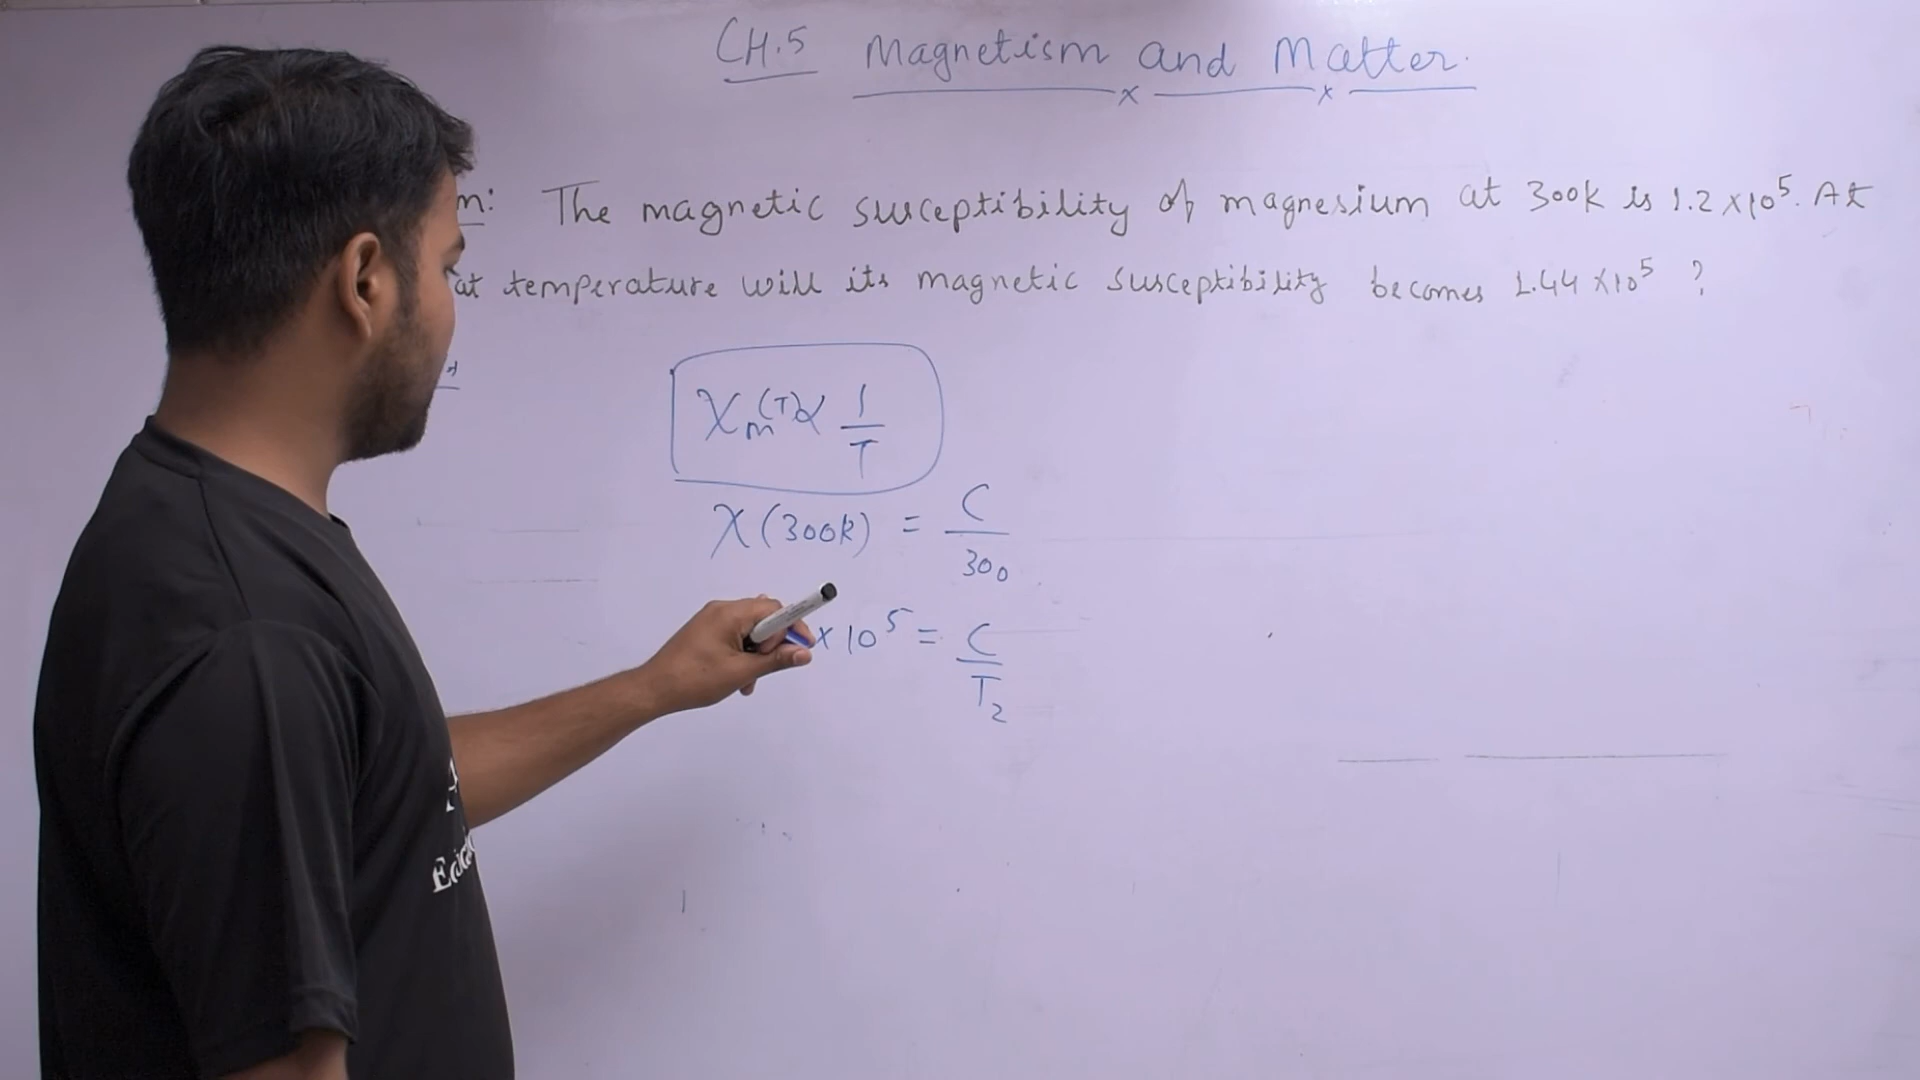 CH.5 Magnetism and Matter.
m: The magnetic susceptibility of magnesium at 300k is 1.2 x 10⁵. At
at temperature will its magnetic susceptibility becomes 1.44 x 10⁵ ?
χₘ(T) ∝ 1/T
χ(300k) = C/300
x 10⁵ = C/T₂